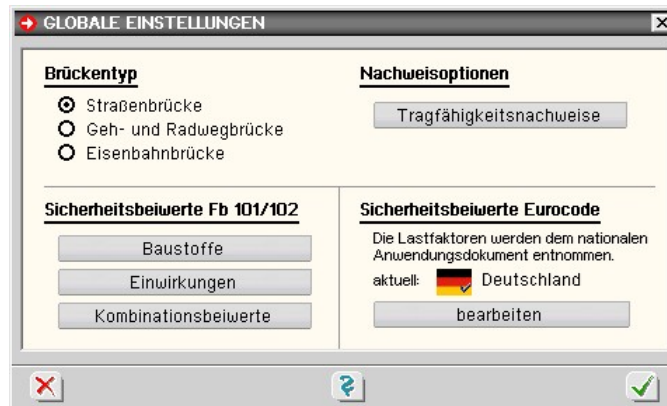 GLOBALE EINSTELLUNGEN
Brückentyp
Straßenbrücke
Geh- und Radwegbrücke
Eisenbahnbrücke
Nachweisoptionen
Tragfähigkeitsnachweise
Sicherheitsbeiwerte Fb 101/102
Baustoffe
Einwirkungen
Kombinationsbeiwerte
Sicherheitsbeiwerte Eurocode
Die Lastfaktoren werden dem nationalen
Anwendungsdokument entnommen.
aktuell: Deutschland
bearbeiten